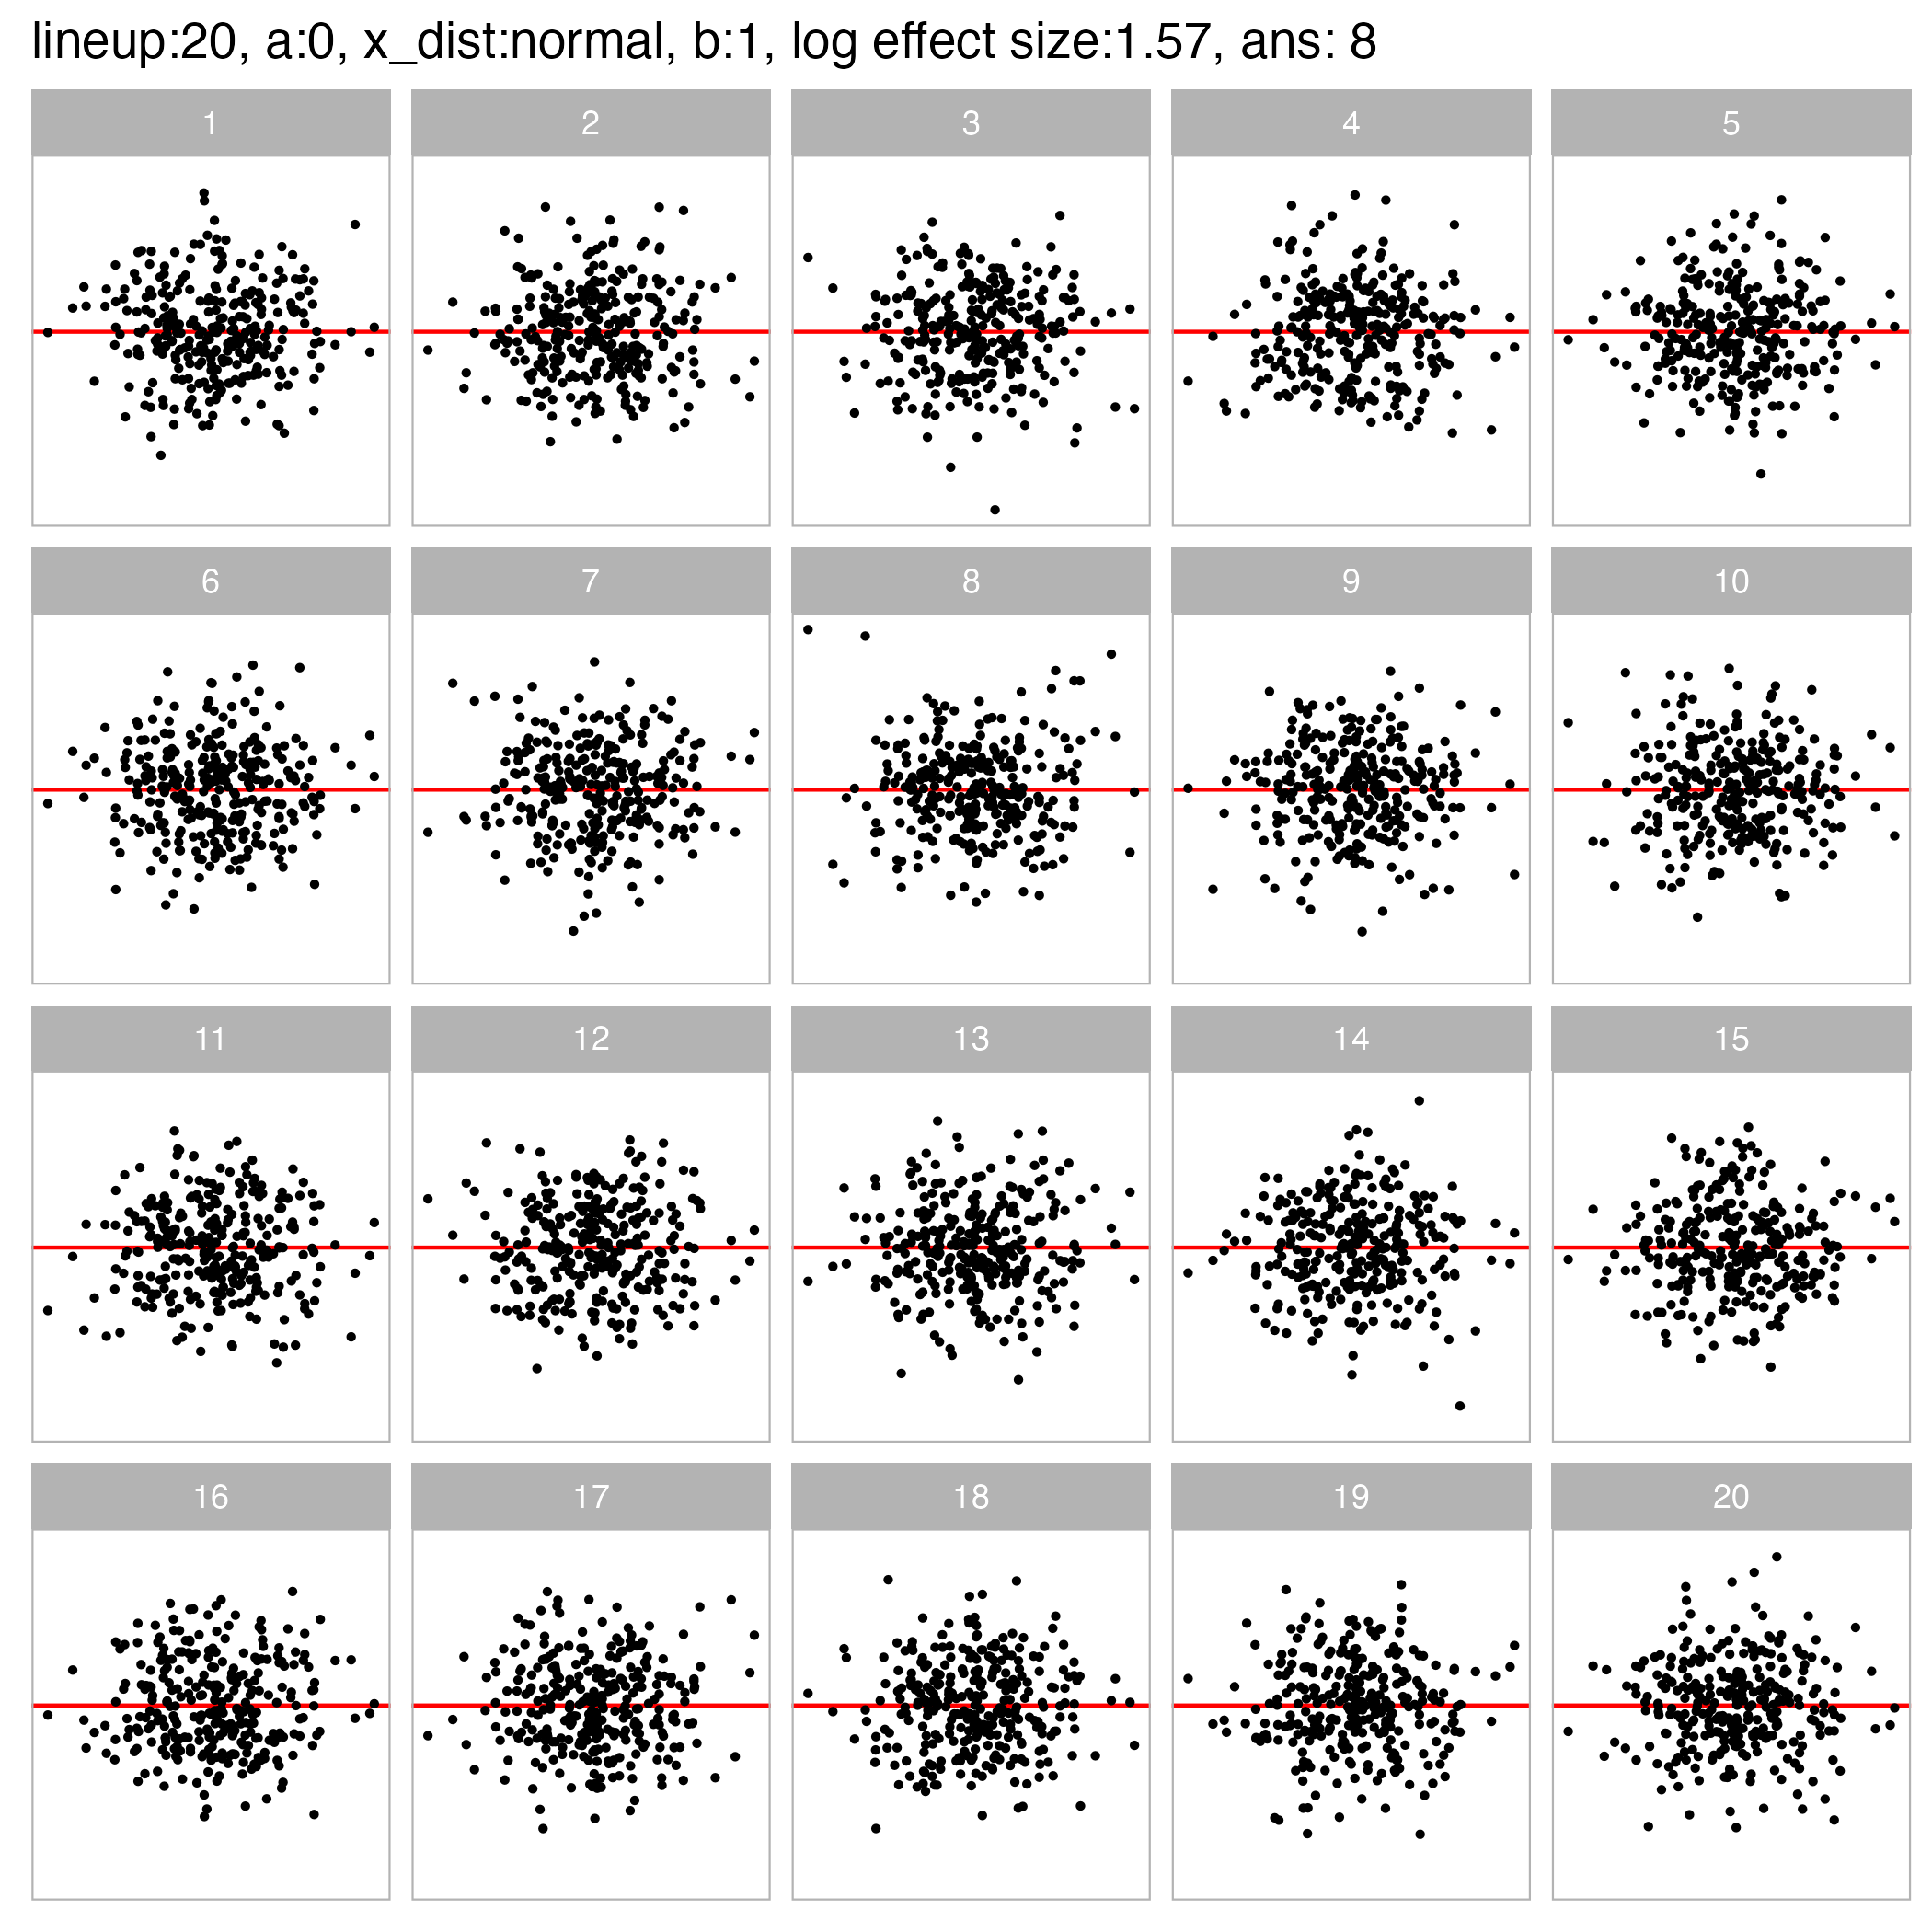 lineup:20, a:0, x_dist:normal, b:1, log effect size:1.57, ans: 8
1 2 3 4 5
6 7 8 9 10
11 12 13 14 15
16 17 18 19 20